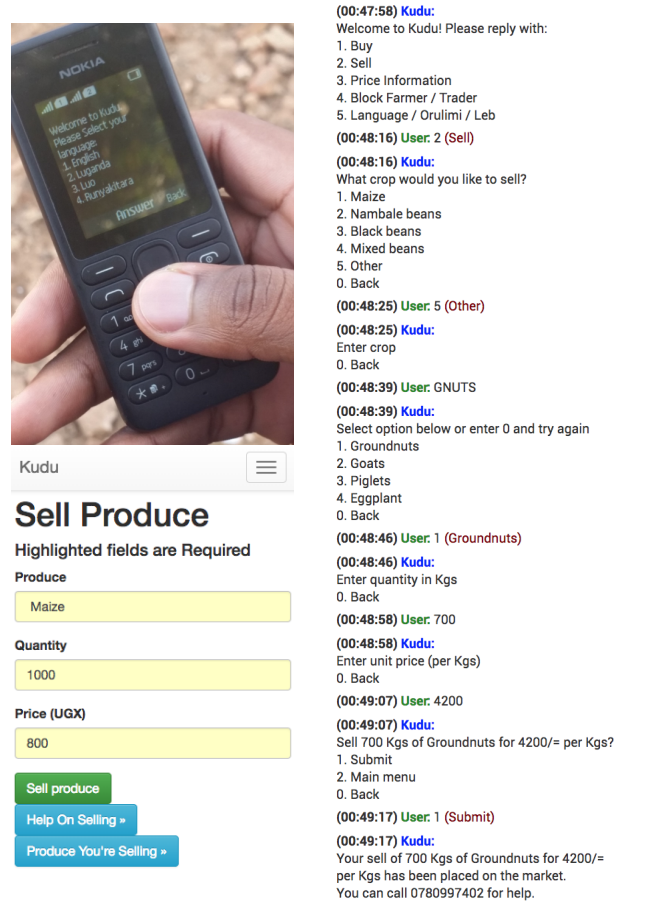 NOKIA
Welcome to Kudu.
Please Select your
language:
1. English
2. Luganda
3. Luo
4. Runyakitara
Answer
Back
1
4 ghi
7 pqrs
*
0
Kudu
Sell Produce
Highlighted fields are Required
Produce
Maize
Quantity
1000
Price (UGX)
800
Sell produce
Help On Selling »
Produce You're Selling »
(00:47:58) Kudu:
Welcome to Kudu! Please reply with:
1. Buy
2. Sell
3. Price Information
4. Block Farmer / Trader
5. Language / Orulimi / Leb
(00:48:16) User: 2 (Sell)
(00:48:16) Kudu:
What crop would you like to sell?
1. Maize
2. Nambale beans
3. Black beans
4. Mixed beans
5. Other
0. Back
(00:48:25) User: 5 (Other)
(00:48:25) Kudu:
Enter crop
0. Back
(00:48:39) User: GNUTS
(00:48:39) Kudu:
Select option below or enter 0 and try again
1. Groundnuts
2. Goats
3. Piglets
4. Eggplant
0. Back
(00:48:46) User: 1 (Groundnuts)
(00:48:46) Kudu:
Enter quantity in Kgs
0. Back
(00:48:58) User: 700
(00:48:58) Kudu:
Enter unit price (per Kgs)
0. Back
(00:49:07) User: 4200
(00:49:07) Kudu:
Sell 700 Kgs of Groundnuts for 4200/= per Kgs?
1. Submit
2. Main menu
0. Back
(00:49:17) User: 1 (Submit)
(00:49:17) Kudu:
Your sell of 700 Kgs of Groundnuts for 4200/=
per Kgs has been placed on the market.
You can call 0780997402 for help.